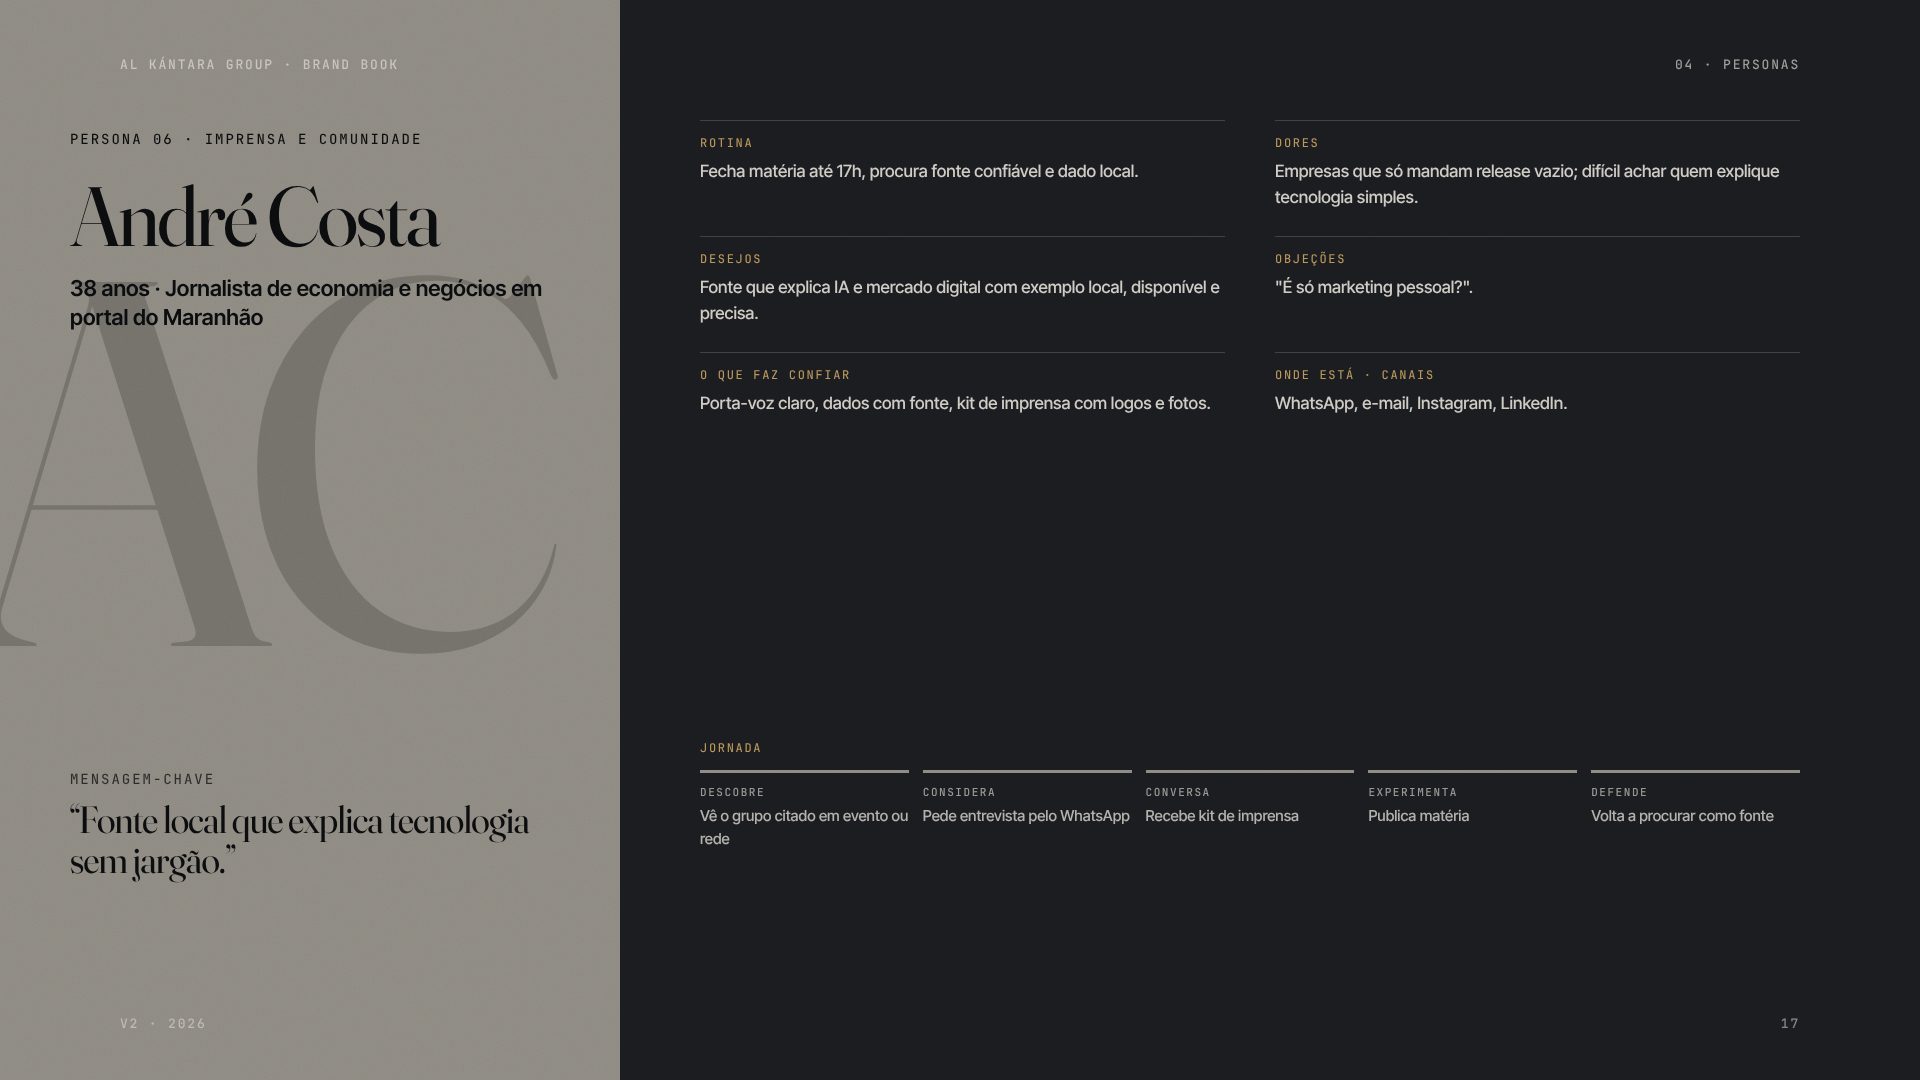 AL KÁNTARA GROUP · BRAND BOOK
04 · PERSONAS
PERSONA 06 · IMPRENSA E COMUNIDADE
André Costa
38 anos · Jornalista de economia e negócios em
portal do Maranhão
AC
MENSAGEM-CHAVE
“Fonte local que explica tecnologia
sem jargão.”
ROTINA
Fecha matéria até 17h, procura fonte confiável e dado local.
DORES
Empresas que só mandam release vazio; difícil achar quem explique
tecnologia simples.
DESEJOS
Fonte que explica IA e mercado digital com exemplo local, disponível e
precisa.
OBJEÇÕES
"É só marketing pessoal?".
O QUE FAZ CONFIAR
Porta-voz claro, dados com fonte, kit de imprensa com logos e fotos.
ONDE ESTÁ · CANAIS
WhatsApp, e-mail, Instagram, LinkedIn.
JORNADA
DESCOBRE
Vê o grupo citado em evento ou
rede
CONSIDERA
Pede entrevista pelo WhatsApp
CONVERSA
Recebe kit de imprensa
EXPERIMENTA
Publica matéria
DEFENDE
Volta a procurar como fonte
V2 · 2026
17